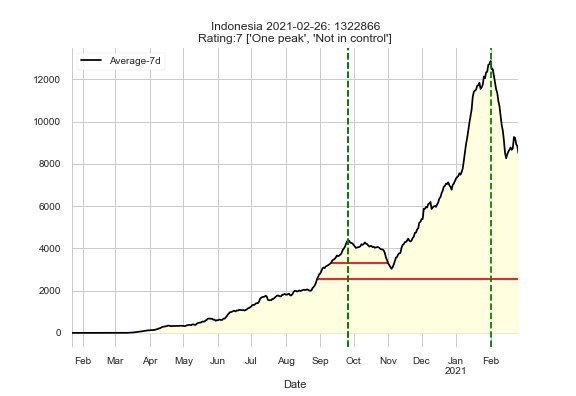 Indonesia 2021-02-26: 1322866
Rating:7 ['One peak', 'Not in control']
Average-7d
12000
10000
8000
6000
4000
2000
0
Feb Mar Apr May Jun Jul Aug Sep Oct Nov Dec Jan Feb
2021
Date